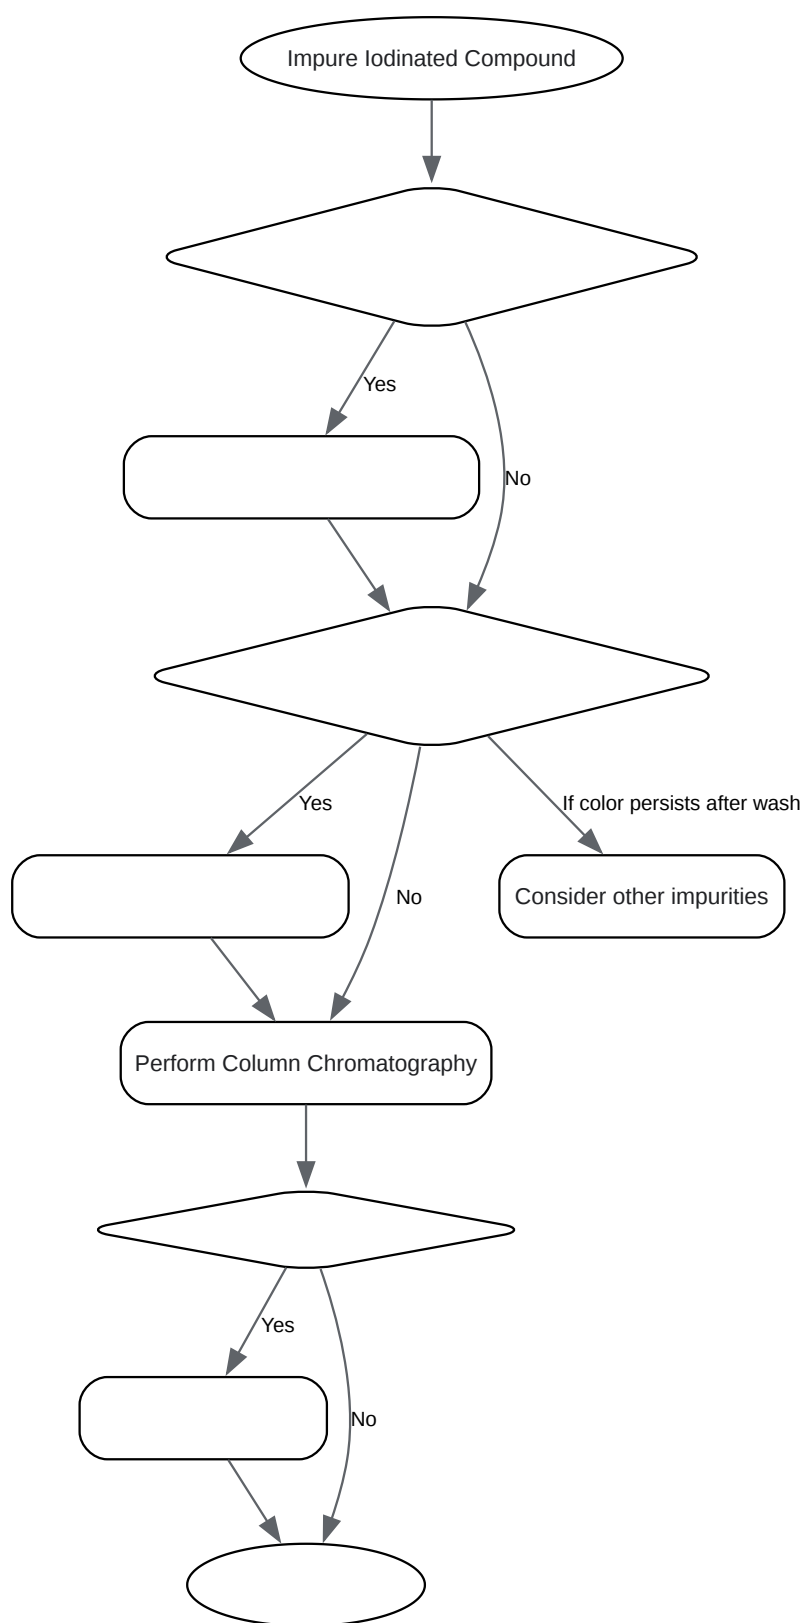 Impure Iodinated Compound
Yes
No
Yes
If color persists after wash
No
Consider other impurities
Perform Column Chromatography
Yes
No